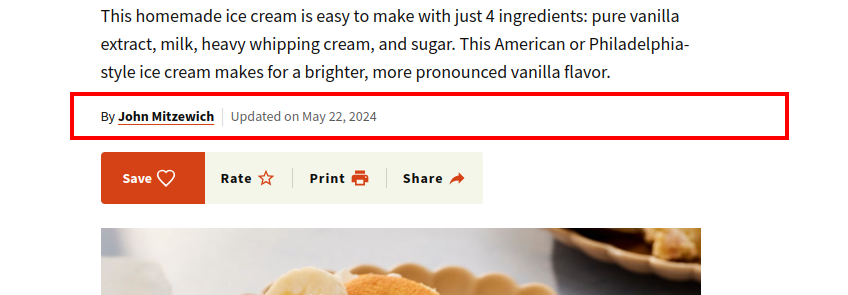 This homemade ice cream is easy to make with just 4 ingredients: pure vanilla
extract, milk, heavy whipping cream, and sugar. This American or Philadelphia-
style ice cream makes for a brighter, more pronounced vanilla flavor.
By John Mitzewich Updated on May 22, 2024
Save Rate Print Share